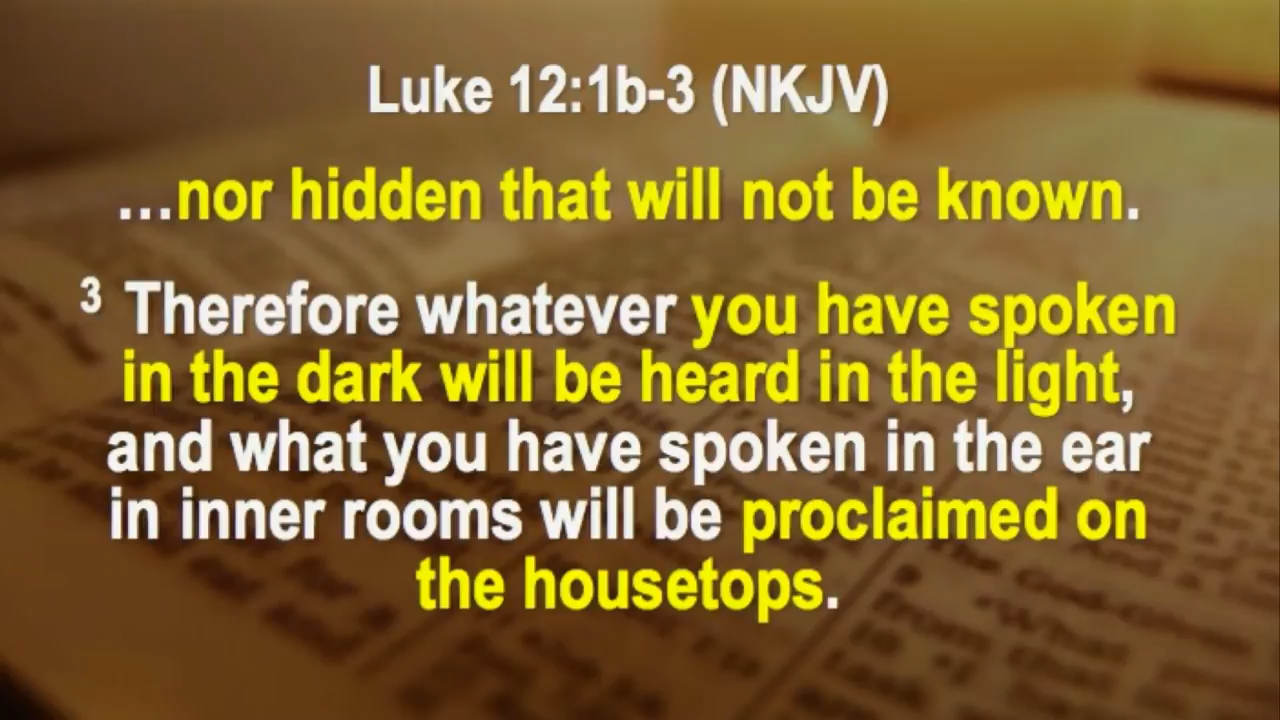 Luke 12:1b-3 (NKJV)
…nor hidden that will not be known.
3 Therefore whatever you have spoken
in the dark will be heard in the light,
and what you have spoken in the ear
in inner rooms will be proclaimed on
the housetops.